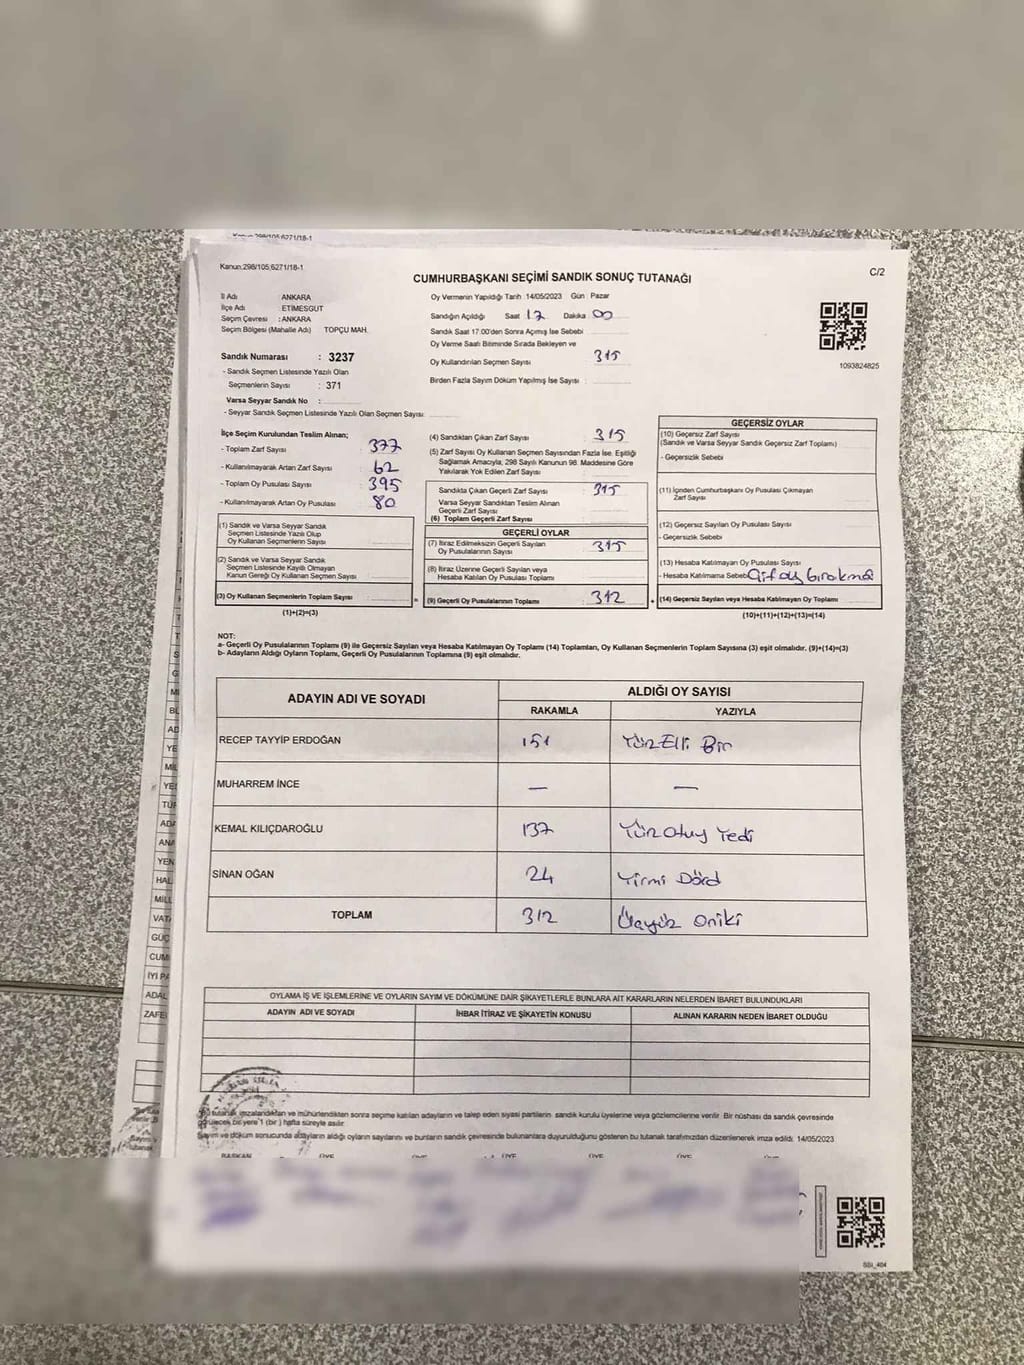 Kanun:298/105;6271/18-1
CUMHURBAŞKANI SEÇİMİ SANDIK SONUÇ TUTANAĞI
C/2
İl Adı : ANKARA
İlçe Adı : ETİMESGUT
Seçim Çevresi : ANKARA
Seçim Bölgesi (Mahalle Adı) TOPÇU MAH.
Sandık Numarası : 3237
- Sandık Seçmen Listesinde Yazılı Olan
Seçmenlerin Sayısı : 371
Varsa Seyyar Sandık No :
- Seyyar Sandık Seçmen Listesinde Yazılı Olan Seçmen Sayısı
Oy Vermenin Yapıldığı Tarih :14/05/2023 Gün : Pazar
Sandığın Açıldığı Saat 17 Dakika 00
Sandık Saat 17:00'den Sonra Açımış İse Sebebi
Oy Verme Saati Bitiminde Sırada Bekleyen ve
Oy Kullandırılan Seçmen Sayısı 315
Birden Fazla Sayım Döküm Yapılmış İse Sayısı :
1093824825
İlçe Seçim Kurulundan Teslim Alınan;
- Toplam Zarf Sayısı 377
- Kullanılmayarak Artan Zarf Sayısı 62
- Toplam Oy Pusulası Sayısı 395
- Kullanılmayarak Artan Oy Pusulası 80
(1) Sandık ve Varsa Seyyar Sandık
Seçmen Listesinde Yazılı Olup
Oy Kullanan Seçmenlerin Sayısı
(2) Sandık ve Varsa Seyyar Sandık
Seçmen Listesinde Kayıtlı Olmayan
Kanun Gereği Oy Kullanan Seçmen Sayısı
(3) Oy Kullanan Seçmenlerin Toplam Sayısı =
(1)+(2)=(3)
(4) Sandıktan Çıkan Zarf Sayısı : 315
(5) Zarf Sayısı Oy Kullanan Seçmen Sayısından Fazla İse, Eşitliği
Sağlamak Amacıyla, 298 Sayılı Kanunun 98. Maddesine Göre
Yakılarak Yok Edilen Zarf Sayısı
Sandıkta Çıkan Geçerli Zarf Sayısı : 315
Varsa Seyyar Sandıktan Teslim Alınan
Geçerli Zarf Sayısı
(6) Toplam Geçerli Zarf Sayısı
GEÇERLİ OYLAR
(7) İtiraz Edilmeksizin Geçerli Sayılan
Oy Pusulalarının Sayısı : 315
(8) İtiraz Üzerine Geçerli Sayılan veya
Hesaba Katılan Oy Pusulası Toplamı
(9) Geçerli Oy Pusulalarının Toplamı : 312 +
GEÇERSİZ OYLAR
(10) Geçersiz Zarf Sayısı
(Sandık ve Varsa Seyyar Sandık Geçersiz Zarf Toplamı)
- Geçersizlik Sebebi
(11) İçinden Cumhurbaşkanı Oy Pusulası Çıkmayan
Zarf Sayısı
(12) Geçersiz Sayılan Oy Pusulası Sayısı
- Geçersizlik Sebebi
(13) Hesaba Katılmayan Oy Pusulası Sayısı
- Hesaba Katılmama Sebebi Çift oy bırakma
(14) Geçersiz Sayılan veya Hesaba Katılmayan Oy Toplamı
(10)+(11)+(12)+(13)=(14)
NOT:
a- Geçerli Oy Pusulalarının Toplamı (9) ile Geçersiz Sayılan veya Hesaba Katılmayan Oy Toplamı (14) Toplamları, Oy Kullanan Seçmenlerin Toplam Sayısına (3) eşit olmalıdır. (9)+(14)=(3)
b- Adayların Aldığı Oyların Toplamı, Geçerli Oy Pusulalarının Toplamına (9) eşit olmalıdır.
ADAYIN ADI VE SOYADI ALDIĞI OY SAYISI
RAKAMLA YAZIYLA
RECEP TAYYİP ERDOĞAN 151 Yüz Elli Bir
MUHARREM İNCE — —
KEMAL KILIÇDAROĞLU 137 Yüz Otuz Yedi
SİNAN OĞAN 24 Yirmi Dörd
TOPLAM 312 Üçyüz Oniki
OYLAMA İŞ VE İŞLEMLERİNE VE OYLARIN SAYIM VE DÖKÜMÜNE DAİR ŞİKAYETLERLE BUNLARA AİT KARARLARIN NELERDEN İBARET BULUNDUKLARI
ADAYIN ADI VE SOYADI İHBAR İTİRAZ VE ŞİKAYETİN KONUSU ALINAN KARARIN NEDEN İBARET OLDUĞU
Bu tutanak imzalandıktan ve mühürlendikten sonra seçime katılan adayların ve talep eden siyasi partilerin sandık kurulu üyelerine veya gözlemcilerine verilir. Bir nüshası da sandık çevresinde
görülecek bir yere 1 (bir) hafta süreyle asılır.
Sayım ve döküm sonucunda adayların aldığı oyların sayılarını ve bunların sandık çevresinde bulunanlara duyurulduğunu gösteren bu tutanak tarafımızdan düzenlenerek imza edildi. 14/05/2023
BAŞKAN ÜYE ÜYE ÜYE ÜYE ÜYE